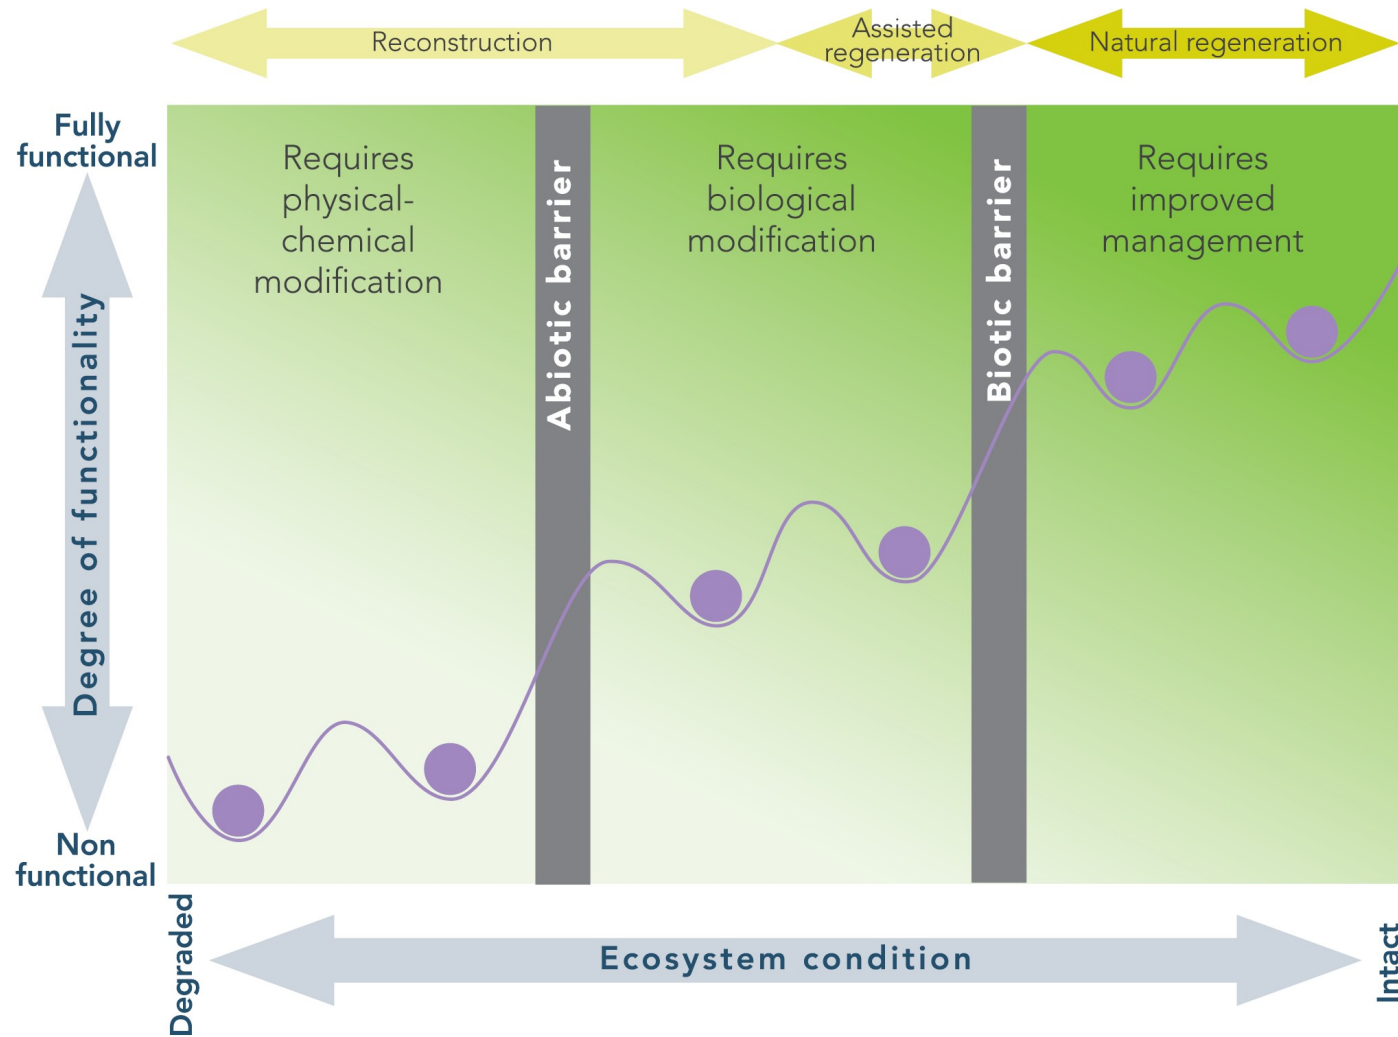 Reconstruction
Assisted
regeneration
Natural regeneration
Fully
functional
Requires
physical-
chemical
modification
Abiotic barrier
Requires
biological
modification
Biotic barrier
Requires
improved
management
Degree of functionality
Non
functional
Degraded
Ecosystem condition
Intact